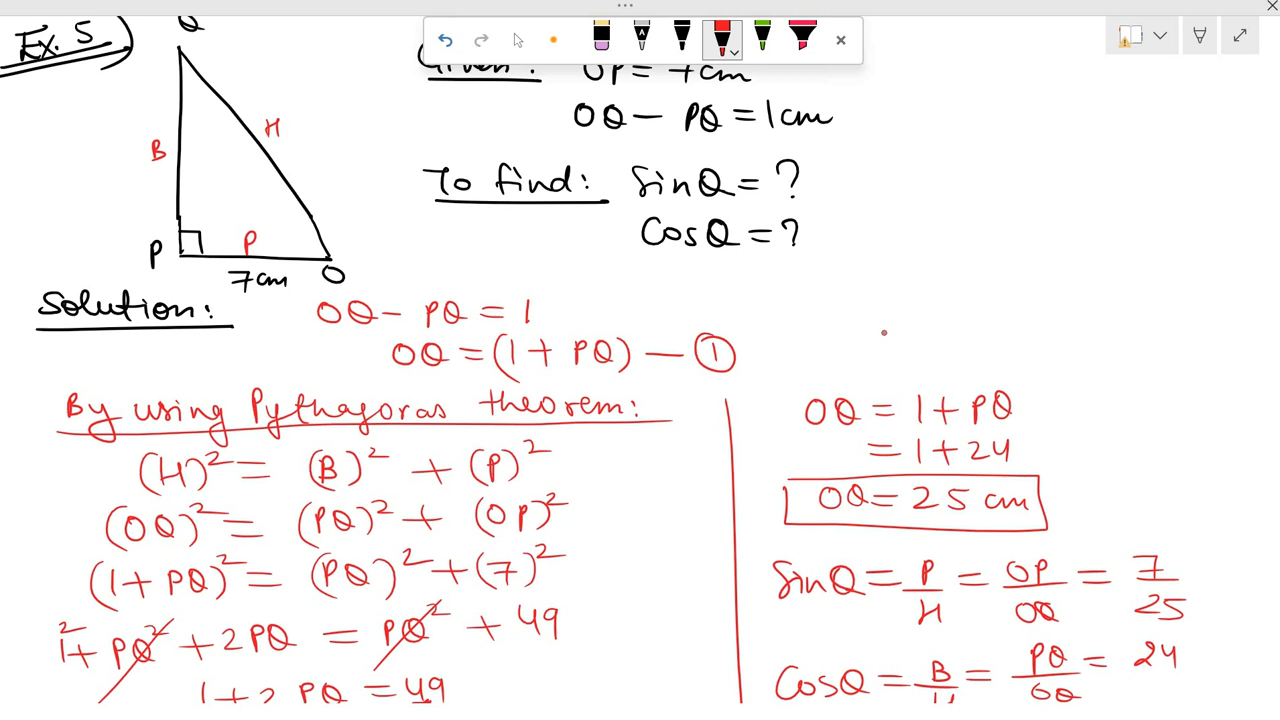 Ex. 5)
Q
Given: OP = 7cm
OQ - PQ = 1cm
To find: SinQ = ?
CosQ = ?
B
H
P
P
7cm
O
Solution:
OQ - PQ = 1
OQ = (1 + PQ) — ①
By using Pythagoras theorem:
(H)² = (B)² + (P)²
(OQ)² = (PQ)² + (OP)²
(1 + PQ)² = (PQ)² + (7)²
1² + PQ² + 2PQ = PQ² + 49
1 + 2 PQ = 49
OQ = 1 + PQ
= 1 + 24
OQ = 25 cm
SinQ = P/H = OP/OQ = 7/25
CosQ = B/H = PQ/OQ = 24